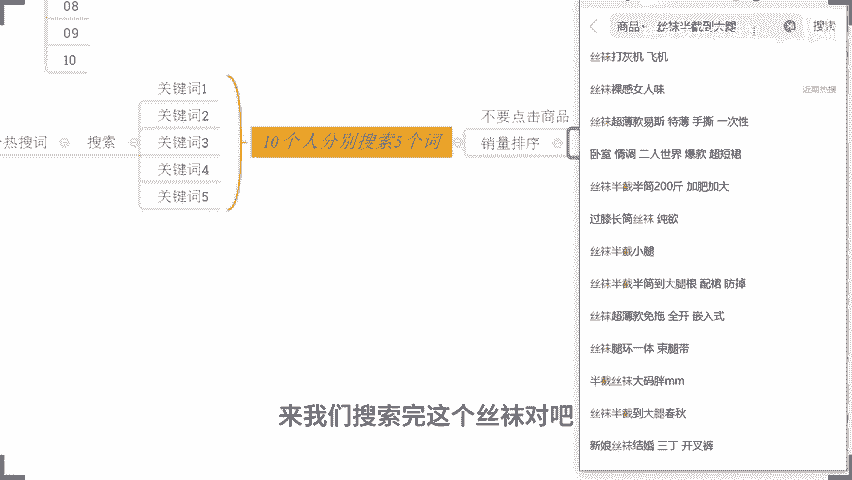 08
09
10
关键词1
关键词2
关键词3
关键词4
关键词5
热搜词
搜索
10个人分别搜索5个词
不要点击商品
销量排序
商品 丝袜半截到大腿 搜索
丝袜打灰机 飞机
丝袜裸感女人味 近期热搜
丝袜超薄款易斯 特薄 手撕 一次性
卧室 情调 二人世界 爆款 超短裙
丝袜半截半筒200斤 加肥加大
过膝长筒丝袜 纯欲
丝袜半截小腿
丝袜半截半筒到大腿根 配裙 防掉
丝袜超薄款免拖 全开 嵌入式
丝袜腿环一体 束腿带
半截丝袜大码胖mm
丝袜半截到大腿春秋
新娘丝袜结婚 三丁 开叉裤
来我们搜索完这个丝袜对吧